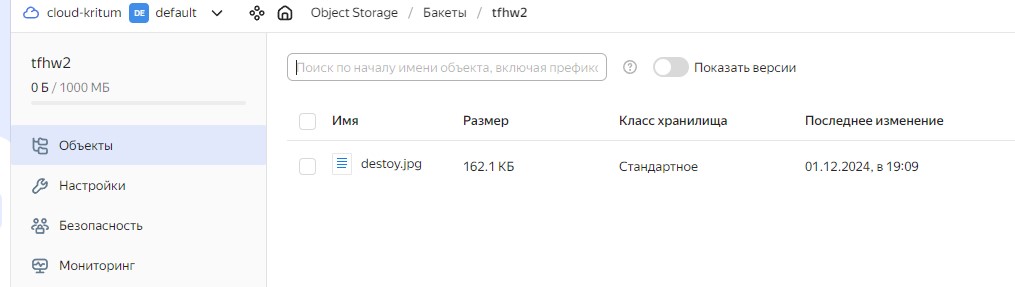 cloud-kritum DE default Object Storage / Бакеты / tfhw2
tfhw2
0 Б / 1000 МБ
Объекты
Настройки
Безопасность
Мониторинг
Поиск по началу имени объекта, включая префикс
Показать версии
Имя Размер Класс хранилища Последнее изменение
destoy.jpg 162.1 КБ Стандартное 01.12.2024, в 19:09